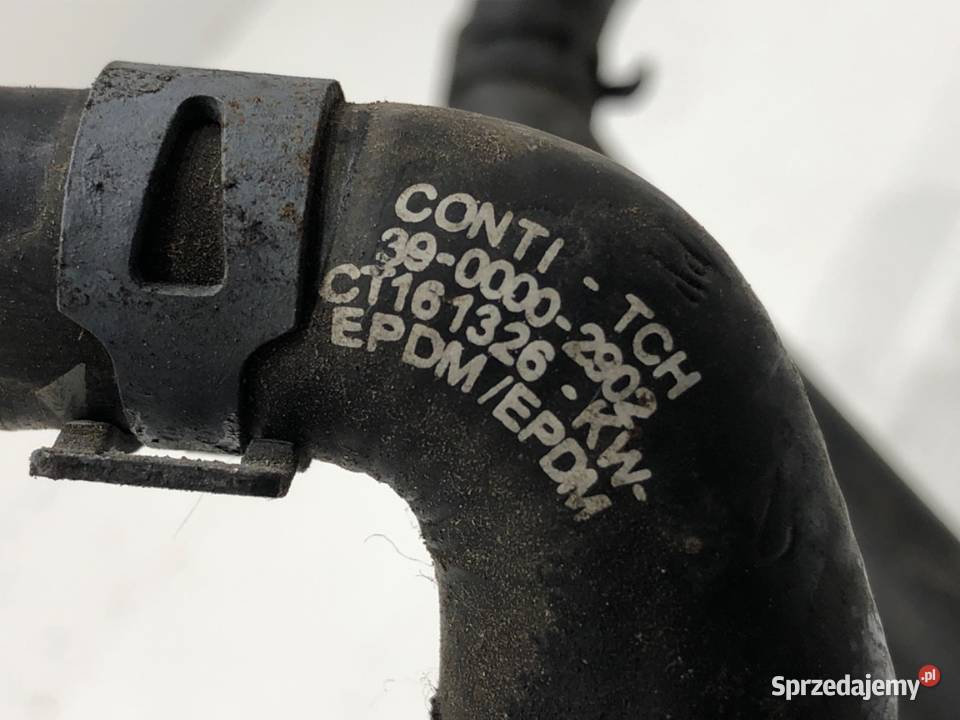 CONTI - TCH
39-0000-2902
CT161326 - KW-
EPDM/EPDM
Sprzedajemy.pl